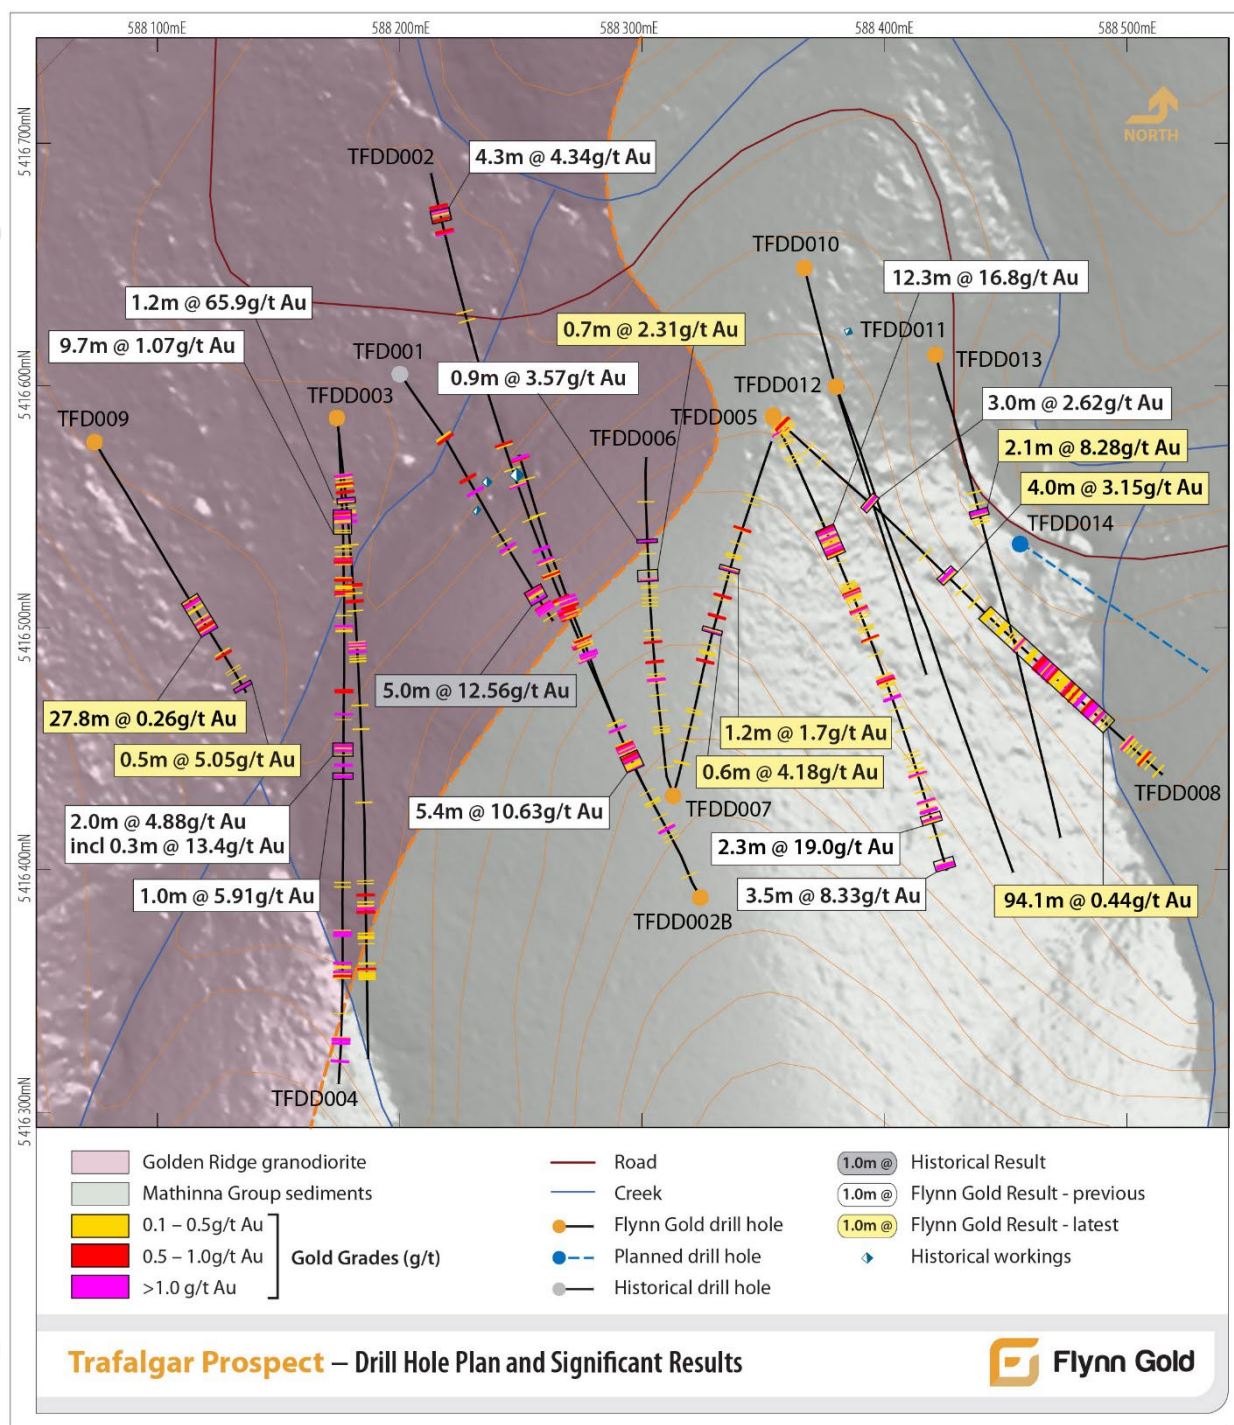 588 100mE
588 200mE
588 300mE
588 400mE
588 500mE
5 416 700mN
5 416 600mN
5 416 500mN
5 416 400mN
5 416 300mN
NORTH
TFDD002
4.3m @ 4.34g/t Au
TFDD010
12.3m @ 16.8g/t Au
1.2m @ 65.9g/t Au
0.7m @ 2.31g/t Au
TFDD011
9.7m @ 1.07g/t Au
TFD001
TFDD013
0.9m @ 3.57g/t Au
TFDD012
TFDD003
3.0m @ 2.62g/t Au
TFD009
TFDD005
TFDD006
2.1m @ 8.28g/t Au
4.0m @ 3.15g/t Au
TFDD014
5.0m @ 12.56g/t Au
27.8m @ 0.26g/t Au
1.2m @ 1.7g/t Au
0.5m @ 5.05g/t Au
0.6m @ 4.18g/t Au
TFDD008
TFDD007
5.4m @ 10.63g/t Au
2.0m @ 4.88g/t Au
incl 0.3m @ 13.4g/t Au
2.3m @ 19.0g/t Au
1.0m @ 5.91g/t Au
3.5m @ 8.33g/t Au
94.1m @ 0.44g/t Au
TFDD002B
TFDD004
Golden Ridge granodiorite
Mathinna Group sediments
0.1 – 0.5g/t Au
0.5 – 1.0g/t Au
>1.0 g/t Au
Gold Grades (g/t)
Road
Creek
Flynn Gold drill hole
Planned drill hole
Historical drill hole
1.0m @ Historical Result
1.0m @ Flynn Gold Result - previous
1.0m @ Flynn Gold Result - latest
Historical workings
Trafalgar Prospect – Drill Hole Plan and Significant Results
Flynn Gold